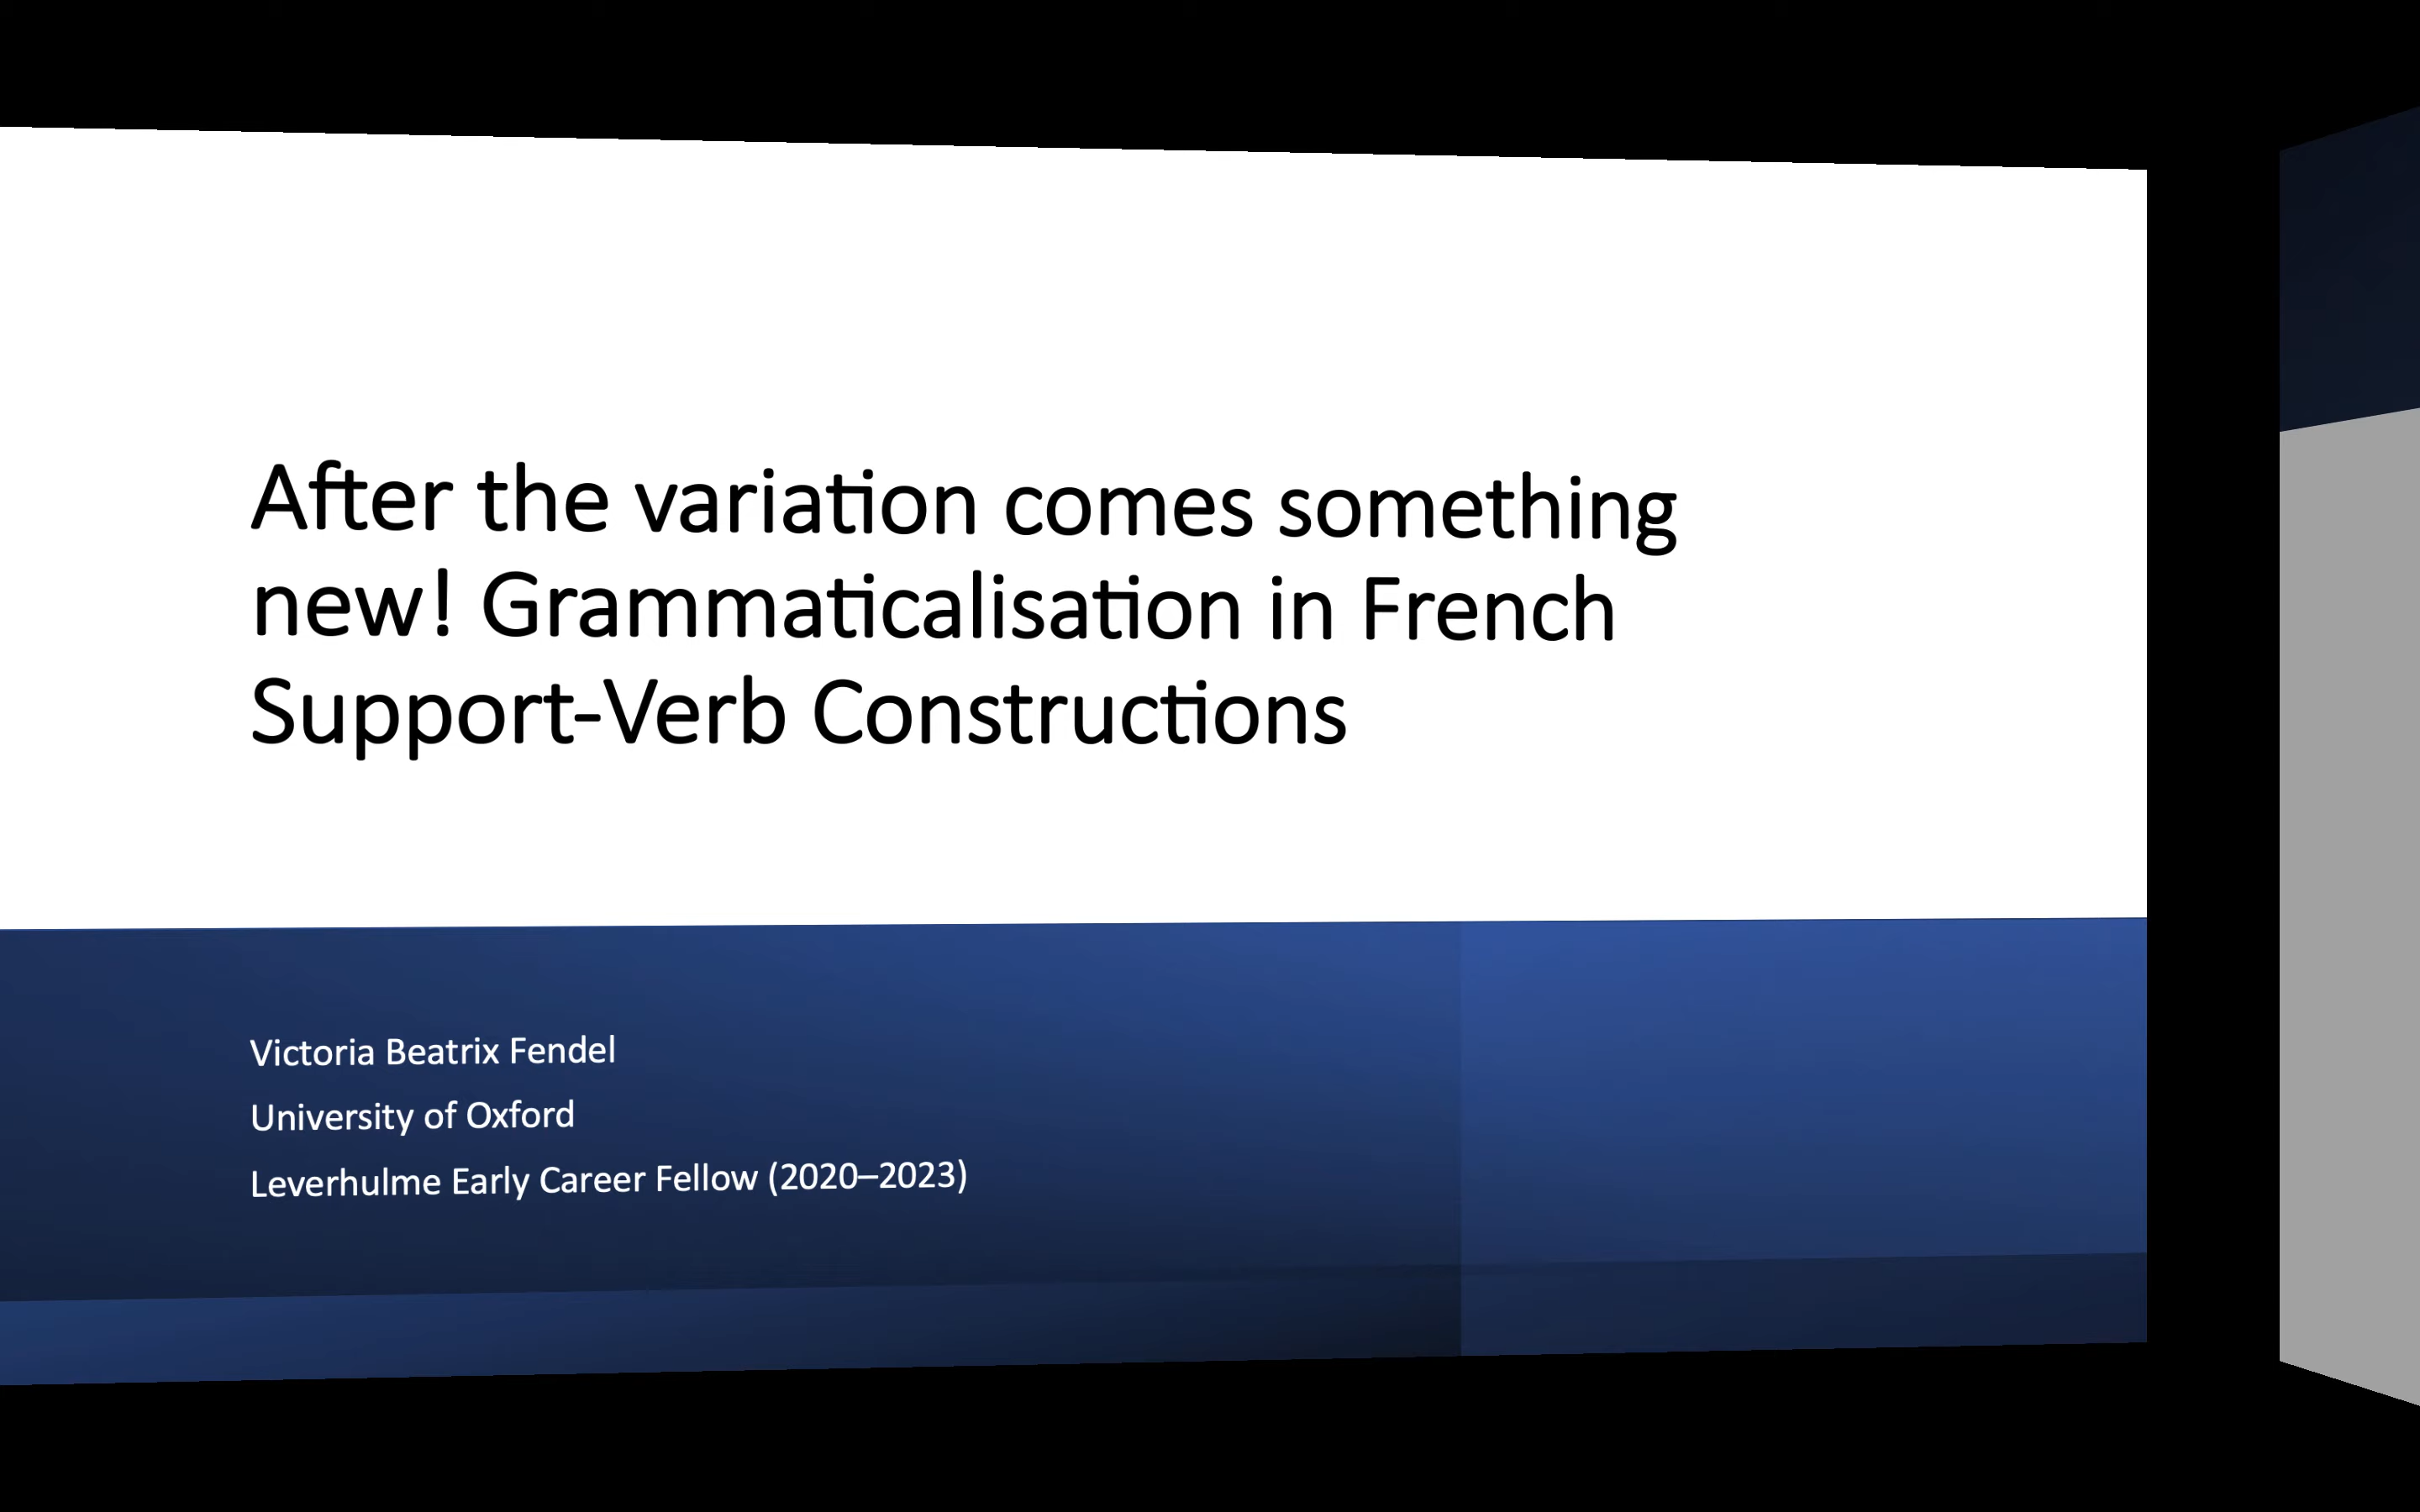 After the variation comes something
new! Grammaticalisation in French
Support-Verb Constructions
Victoria Beatrix Fendel
University of Oxford
Leverhulme Early Career Fellow (2020–2023)